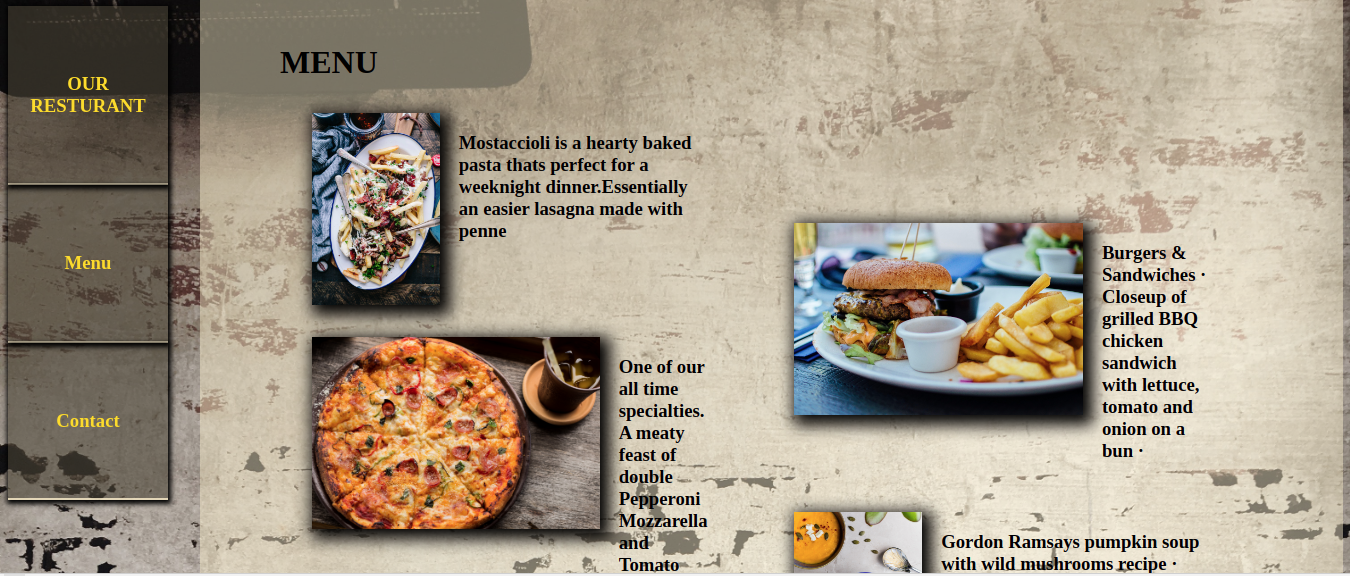 OUR
RESTURANT
Menu
Contact
MENU
Mostaccioli is a hearty baked
pasta thats perfect for a
weeknight dinner.Essentially
an easier lasagna made with
penne
One of our
all time
specialties.
A meaty
feast of
double
Pepperoni
Mozzarella
and
Tomato
Burgers &
Sandwiches ·
Closeup of
grilled BBQ
chicken
sandwich
with lettuce,
tomato and
onion on a
bun ·
Gordon Ramsays pumpkin soup
with wild mushrooms recipe ·